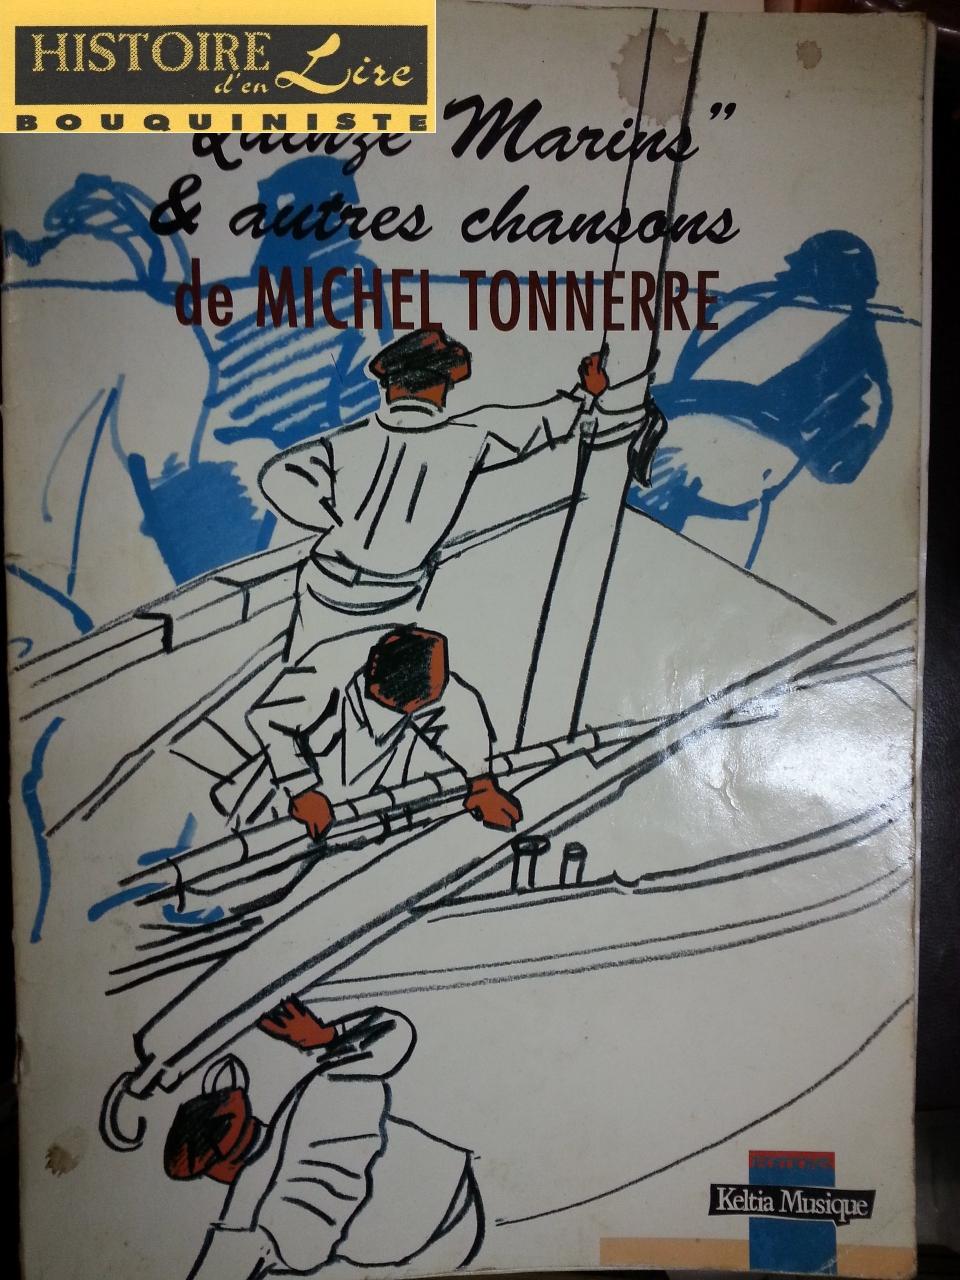 HISTOIRE
d'en Lire
BOUQUINISTE
Quinze "Marins"
& autres chansons
de MICHEL TONNERRE
Keltia Musique